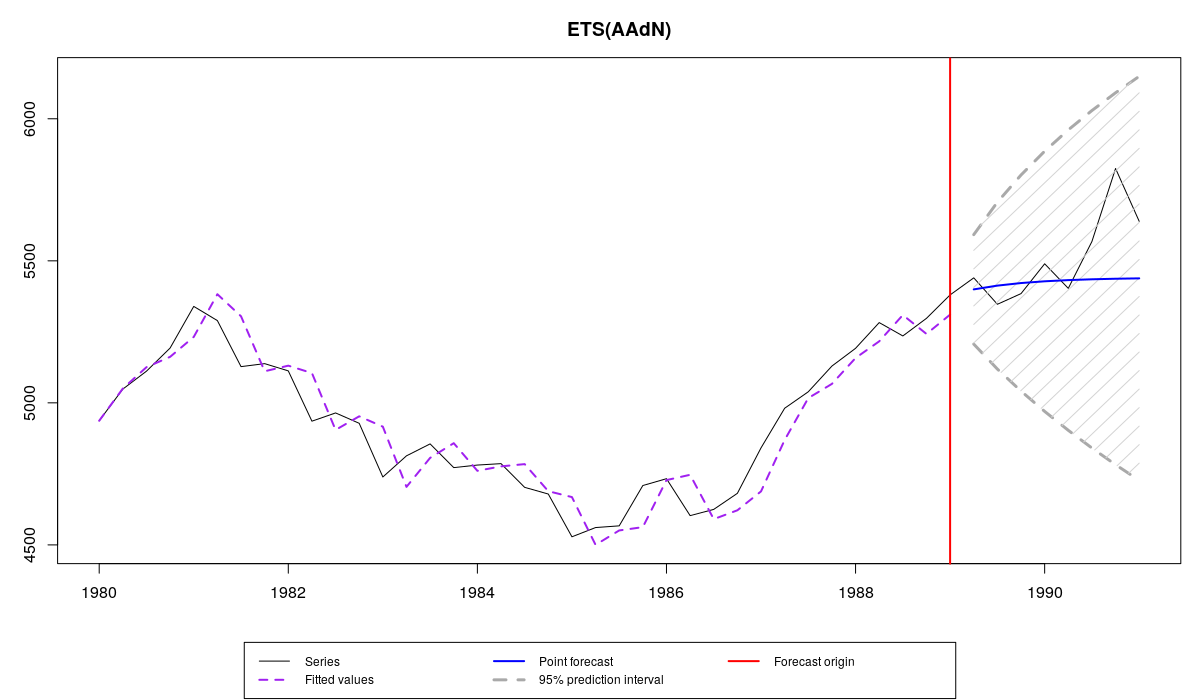 ETS(AAdN)
6000
5500
5000
4500
1980 1982 1984 1986 1988 1990
Series Point forecast Forecast origin
Fitted values 95% prediction interval